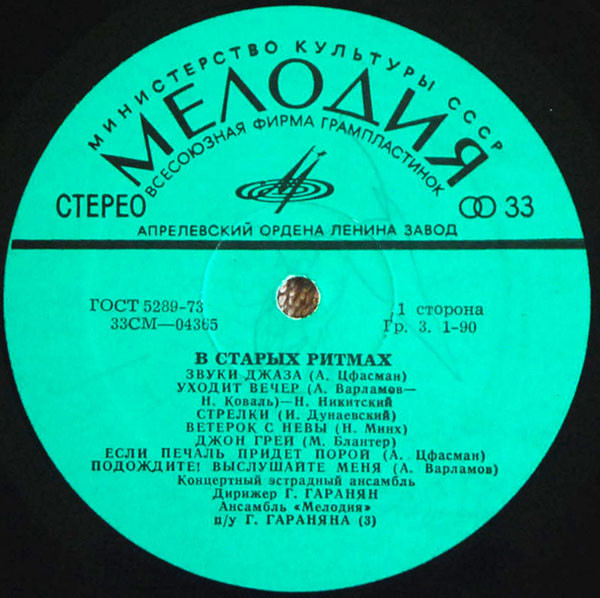 МИНИСТЕРСТВО КУЛЬТУРЫ СССР
МЕЛОДИЯ
ВСЕСОЮЗНАЯ ФИРМА ГРАМПЛАСТИНОК
СТЕРЕО
33
АПРЕЛЕВСКИЙ ОРДЕНА ЛЕНИНА ЗАВОД
ГОСТ 5289-73
33СМ—04365
1 сторона
Гр. 3. 1-90
В СТАРЫХ РИТМАХ
ЗВУКИ ДЖАЗА (А. Цфасман)
УХОДИТ ВЕЧЕР (А. Варламов—
Н. Коваль)—Н. Никитский
СТРЕЛКИ (И. Дунаевский)
ВЕТЕРОК С НЕВЫ (Н. Минх)
ДЖОН ГРЕЙ (М. Блантер)
ЕСЛИ ПЕЧАЛЬ ПРИДЕТ ПОРОЙ (А. Цфасман)
ПОДОЖДИТЕ! ВЫСЛУШАЙТЕ МЕНЯ (А. Варламов)
Концертный эстрадный ансамбль
Дирижер Г. ГАРАНЯН
Ансамбль «Мелодия»
п/у Г. ГАРАНЯНА (3)